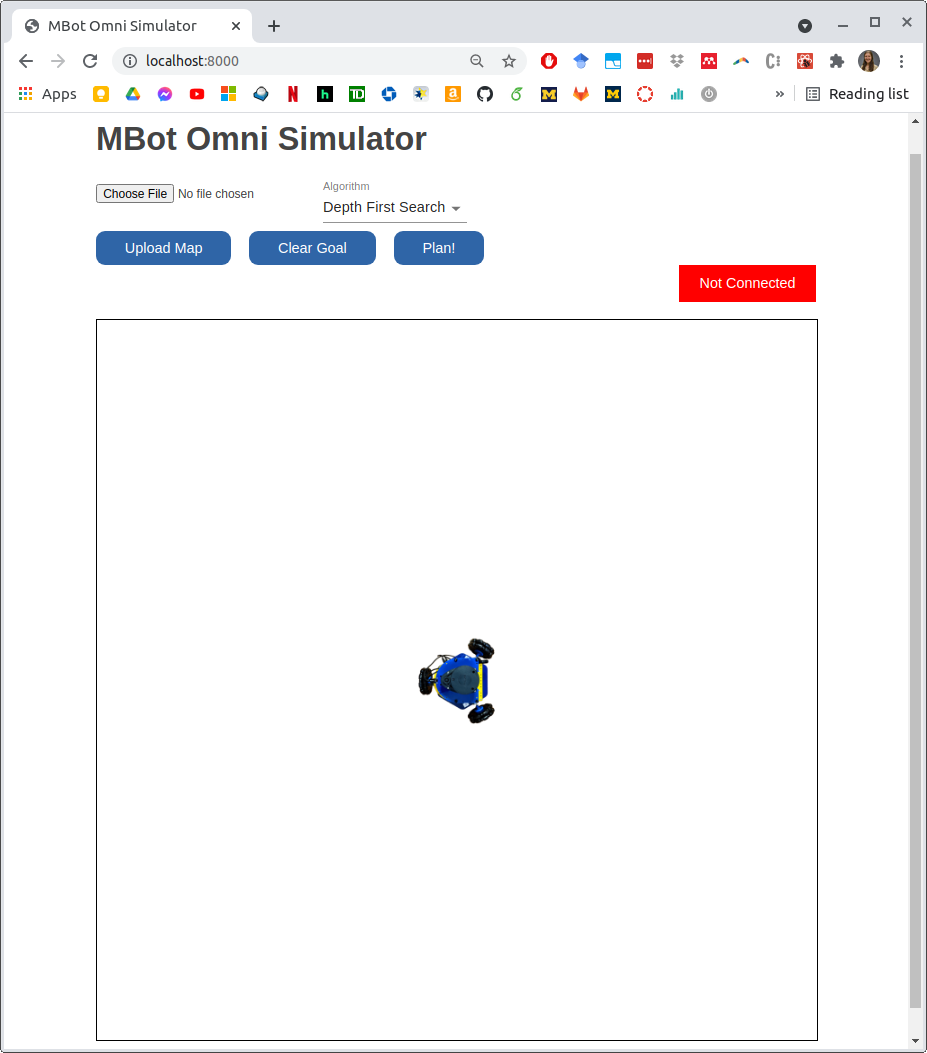 MBot Omni Simulator
localhost:8000
Apps
h
TD
a
M
M
C
»
Reading list
MBot Omni Simulator
Choose File No file chosen
Algorithm
Depth First Search
Upload Map
Clear Goal
Plan!
Not Connected